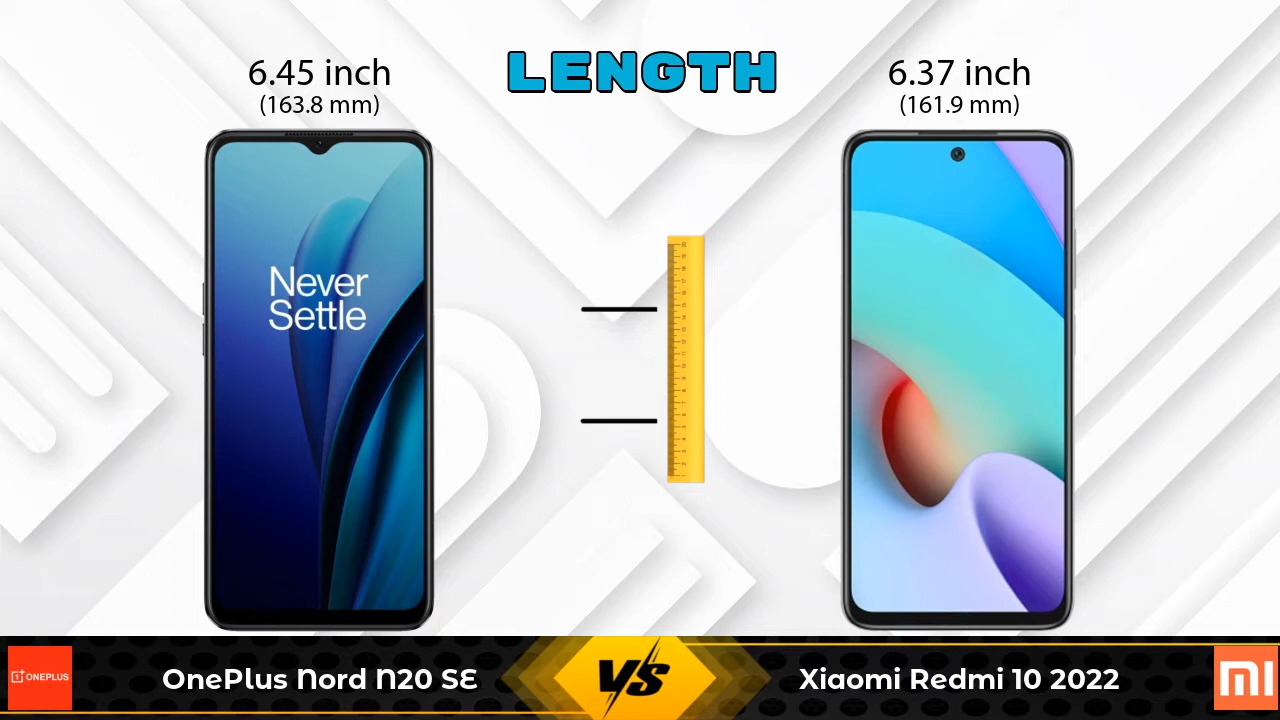 LENGTH
6.45 inch
(163.8 mm)
6.37 inch
(161.9 mm)
Never
Settle
ONEPLUS
OnePlus Nord N20 SE
VS
Xiaomi Redmi 10 2022
MI